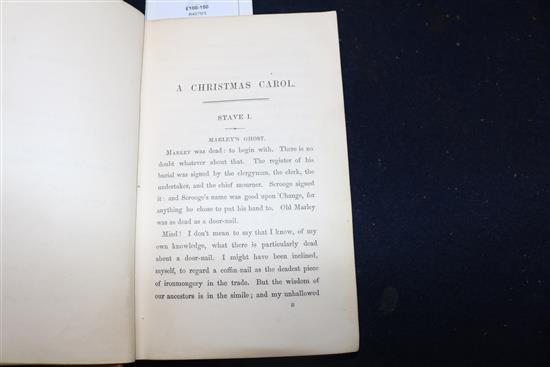 £100-150
A CHRISTMAS CAROL.
STAVE I.
MARLEY'S GHOST.
MARLEY was dead: to begin with. There is no
doubt whatever about that. The register of his
burial was signed by the clergyman, the clerk, the
undertaker, and the chief mourner. Scrooge signed
it: and Scrooge's name was good upon 'Change, for
anything he chose to put his hand to. Old Marley
was as dead as a door-nail.
Mind! I don't mean to say that I know, of my
own knowledge, what there is particularly dead
about a door-nail. I might have been inclined,
myself, to regard a coffin-nail as the deadest piece
of ironmongery in the trade. But the wisdom of
our ancestors is in the simile; and my unhallowed
B